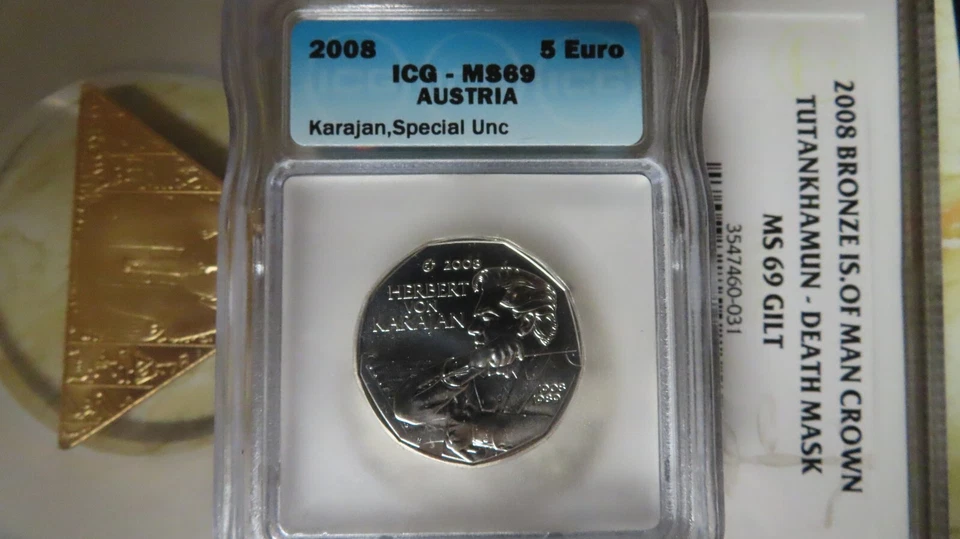 2008 5 Euro
ICG - MS69
AUSTRIA
Karajan,Special Unc
© 2008
HERBERT
VON
KARAJAN
1908
1989
2008 BRONZE IS.OF MAN CROWN
TUTANKHAMUN - DEATH MASK
MS 69 GILT
3547460-031